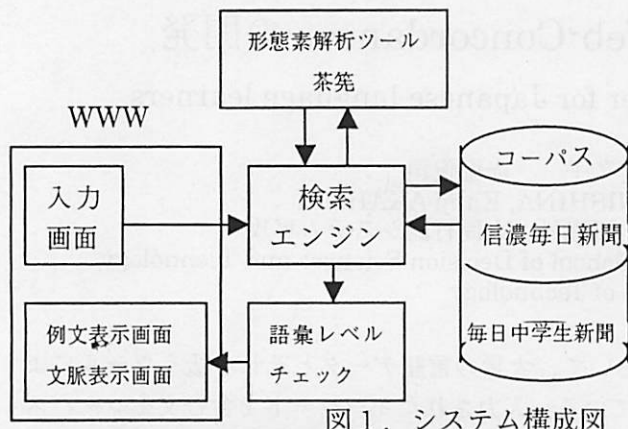 形態素解析ツール
茶筅
WWW
入力
画面
検索
エンジン
コーパス
信濃毎日新聞
毎日中学生新聞
例文表示画面
文脈表示画面
語彙レベル
チェック
図1．システム構成図